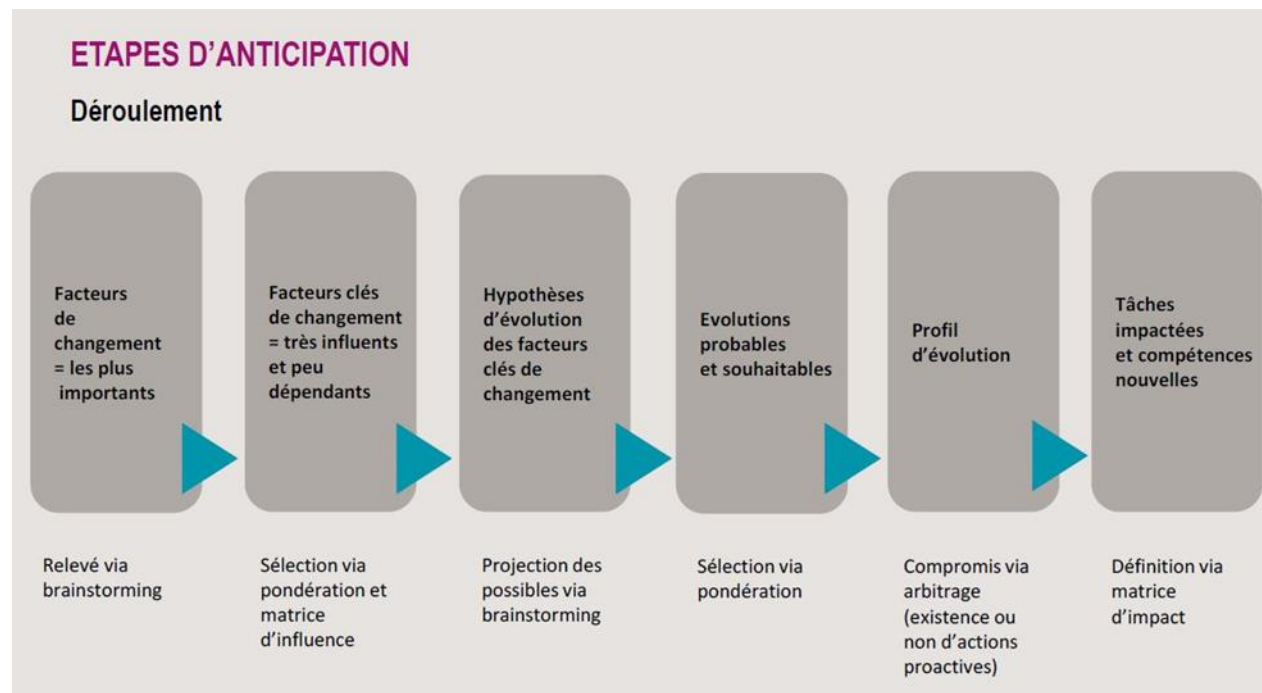 ETAPES D'ANTICIPATION
Déroulement
Facteurs
de
changement
= les plus
importants
Facteurs clés
de changement
= très influents
et peu
dépendants
Hypothèses
d'évolution
des facteurs
clés de
changement
Evolutions
probables
et souhaitables
Profil
d'évolution
Tâches
impactées
et compétences
nouvelles
Relevé via
brainstorming
Sélection via
pondération et
matrice
d'influence
Projection des
possibles via
brainstorming
Sélection via
pondération
Compromis via
arbitrage
(existence ou
non d'actions
proactives)
Définition via
matrice
d'impact